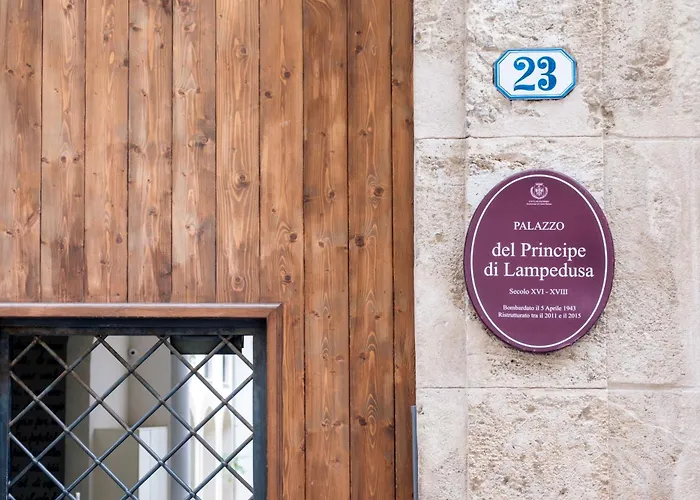 23
PALAZZO
del Principe
di Lampedusa
Secolo XVI - XVIII
Bombardato il 5 Aprile 1943
Ristrutturato tra il 2011 e il 2015